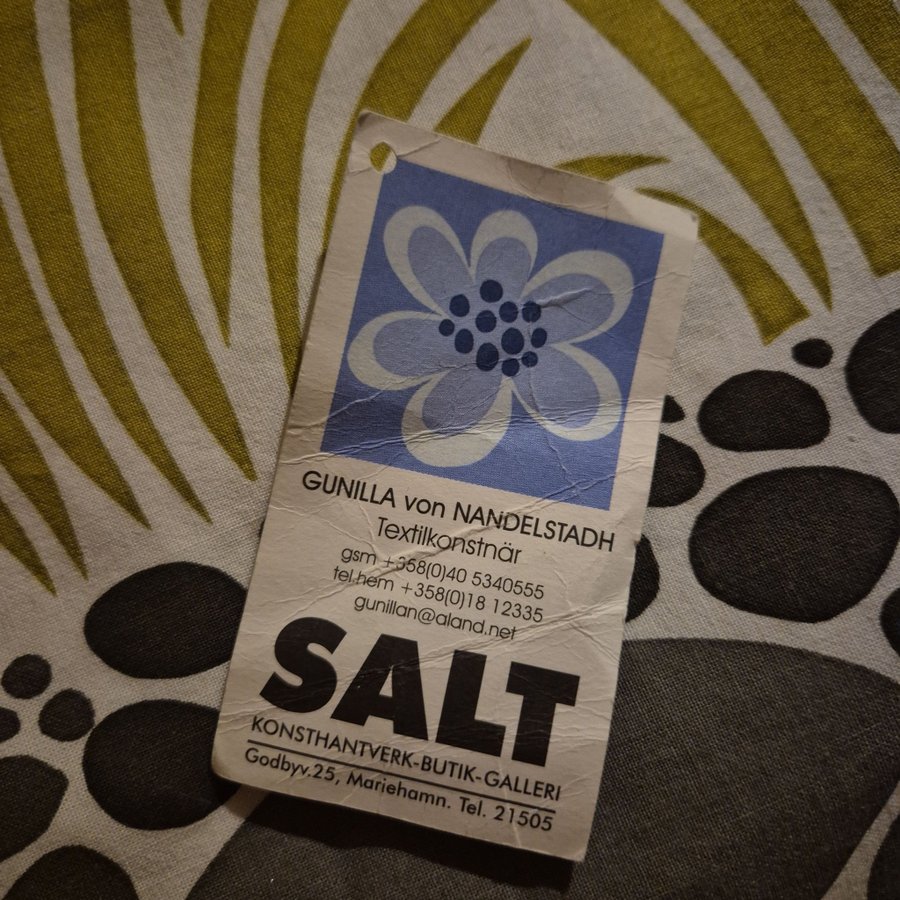 GUNILLA von NANDELSTADH
Textilkonstnär
gsm +358(0)40 5340555
tel.hem +358(0)18 12335
gunillan@aland.net
SALT
KONSTHANTVERK-BUTIK-GALLERI
Godbyv.25, Mariehamn. Tel. 21505